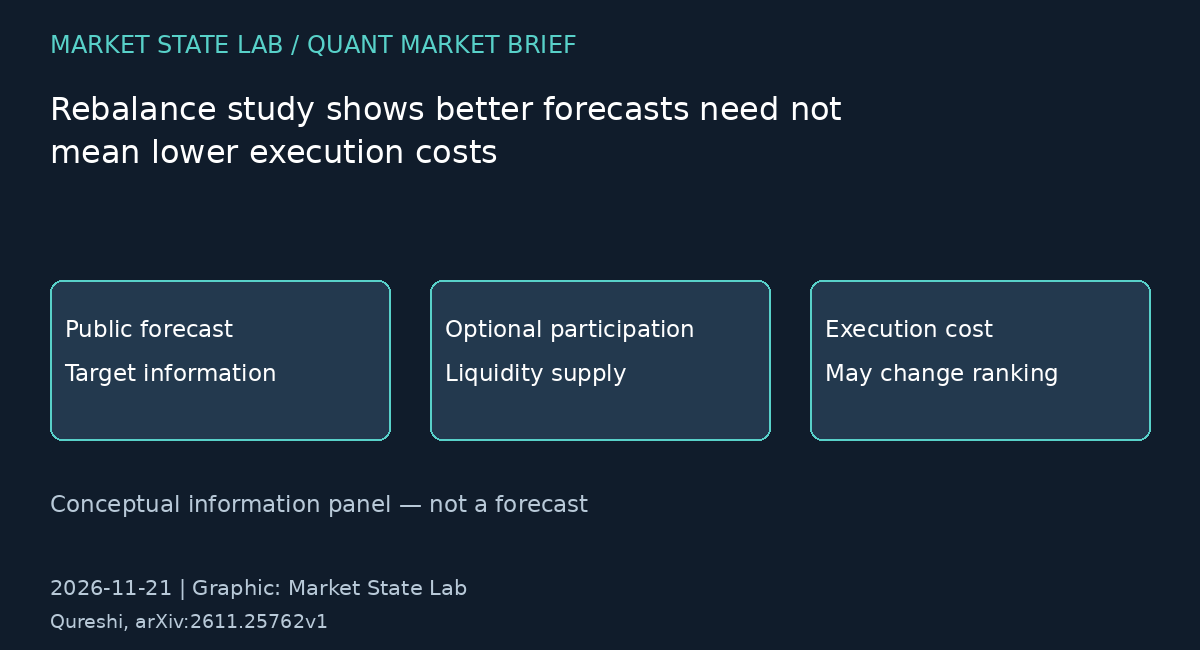 MARKET STATE LAB / QUANT MARKET BRIEF
Rebalance study shows better forecasts need not
mean lower execution costs
Public forecast
Target information
Optional participation
Liquidity supply
Execution cost
May change ranking
Conceptual information panel — not a forecast
2026-11-21 | Graphic: Market State Lab
Qureshi, arXiv:2611.25762v1